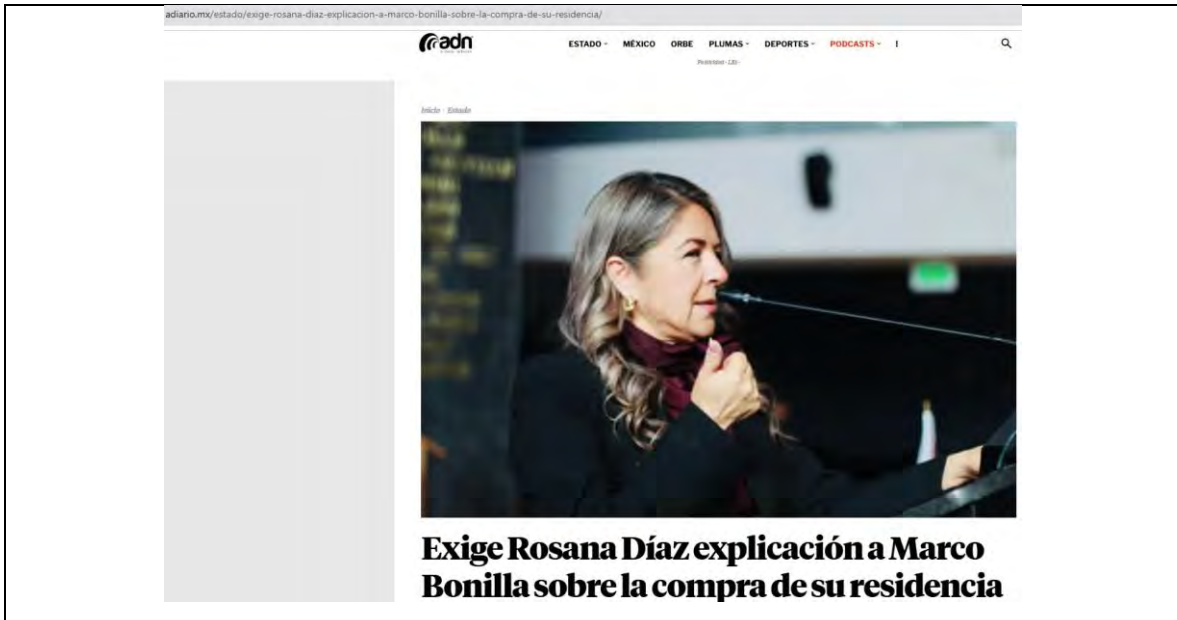 adiario.mx/estado/exige-rosana-diaz-explicacion-a-marco-bonilla-sobre-la-compra-de-su-residencia/
adn
ESTADO MÉXICO ORBE PLUMAS DEPORTES PODCASTS
Inicio Estado
Exige Rosana Díaz explicación a Marco
Bonilla sobre la compra de su residencia